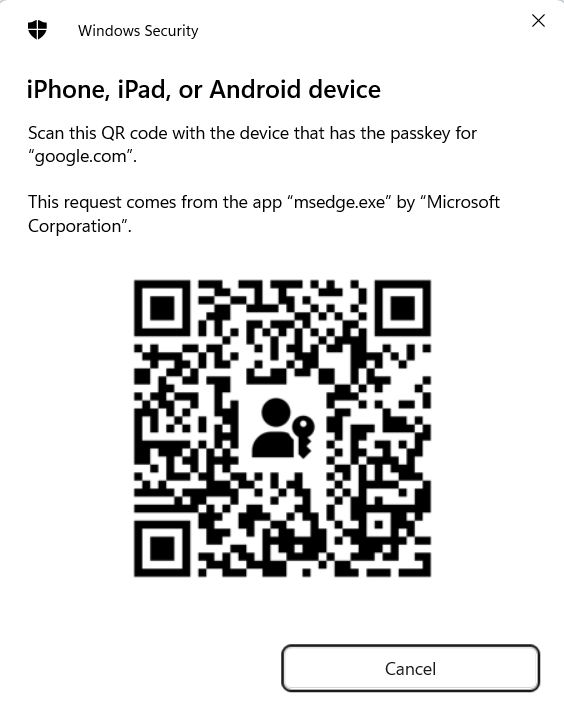 Windows Security
iPhone, iPad, or Android device
Scan this QR code with the device that has the passkey for
“google.com”.
This request comes from the app “msedge.exe” by “Microsoft
Corporation”.
Cancel